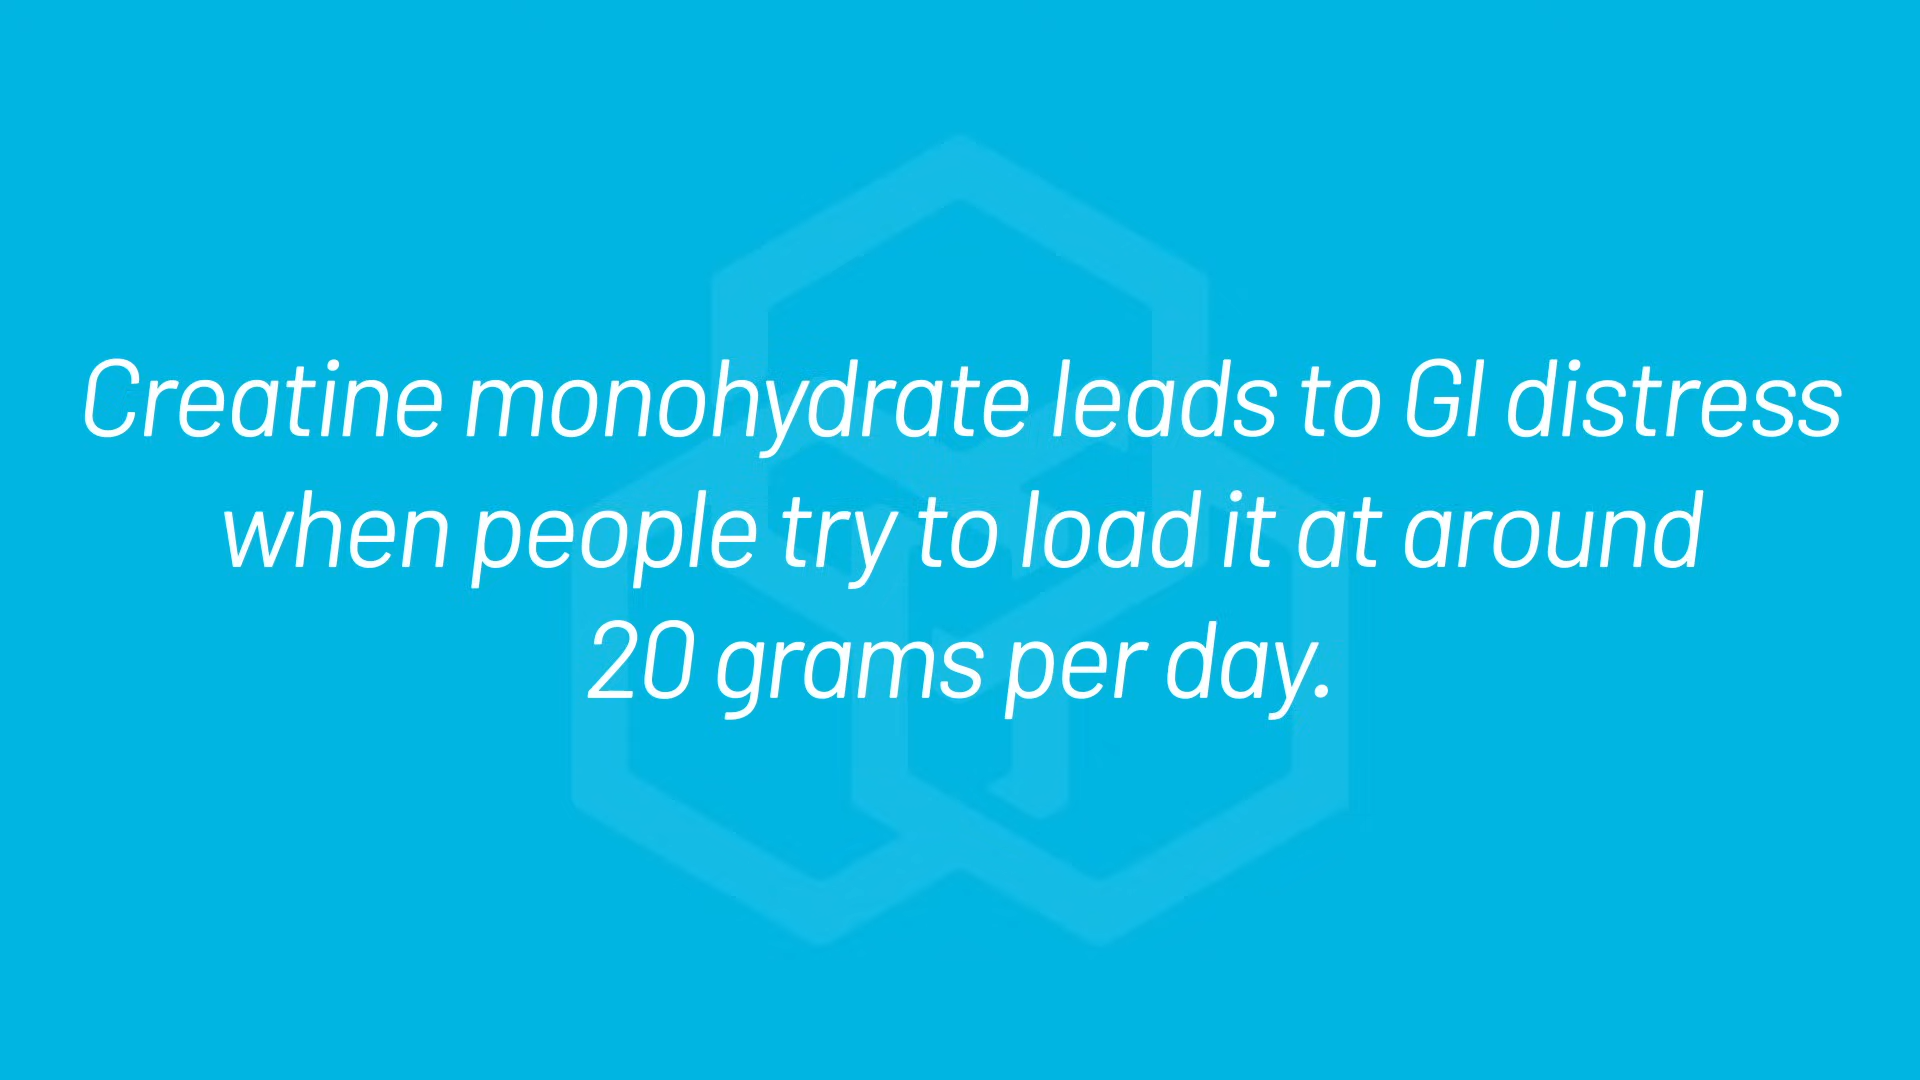 Creatine monohydrate leads to GI distress
when people try to load it at around
20 grams per day.